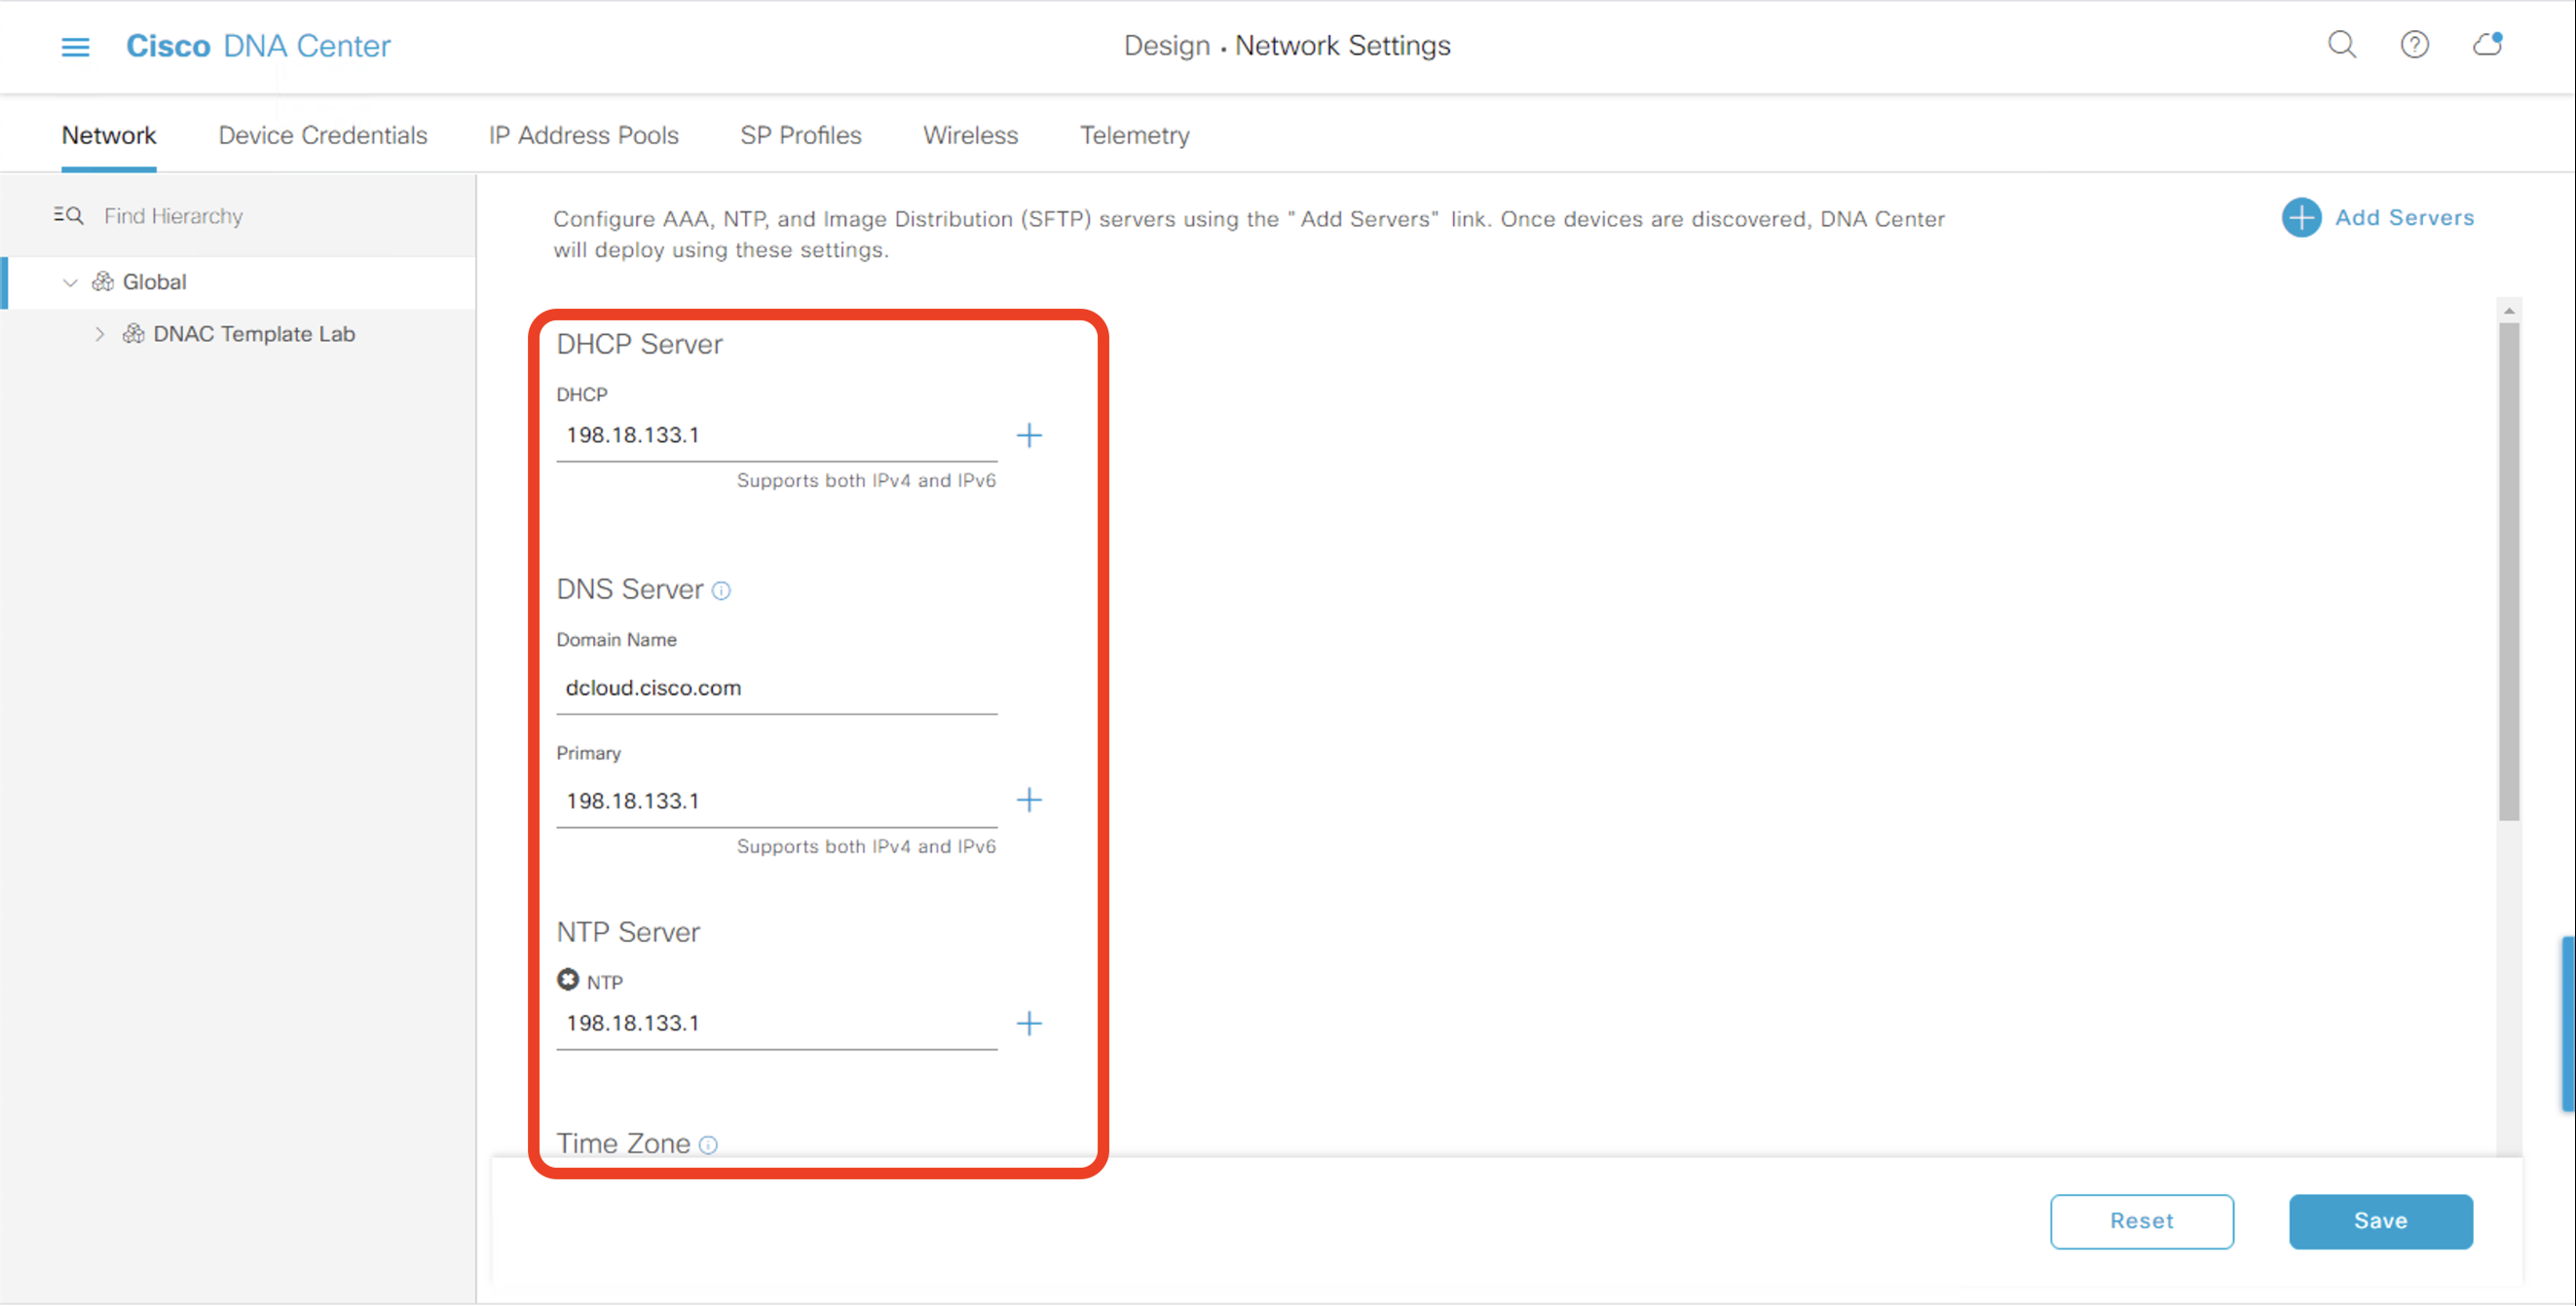 Cisco DNA Center
Design • Network Settings
Network
Device Credentials
IP Address Pools
SP Profiles
Wireless
Telemetry
Find Hierarchy
Global
DNAC Template Lab
Configure AAA, NTP, and Image Distribution (SFTP) servers using the "Add Servers" link. Once devices are discovered, DNA Center
will deploy using these settings.
Add Servers
DHCP Server
DHCP
198.18.133.1
Supports both IPv4 and IPv6
DNS Server
Domain Name
dcloud.cisco.com
Primary
198.18.133.1
Supports both IPv4 and IPv6
NTP Server
NTP
198.18.133.1
Time Zone
Reset
Save